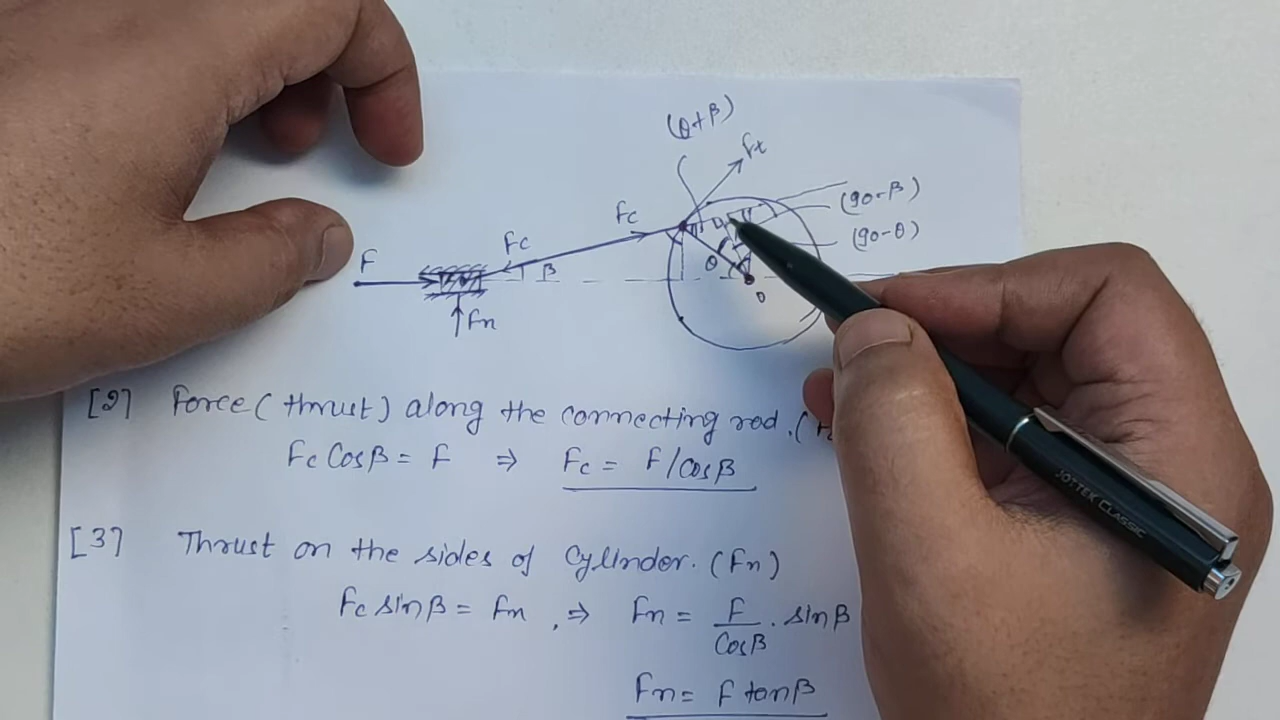 (θ+β)
Ft
Fc
(90-β)
(90-θ)
Fc
F
β
θ
O
Fn
[2] Force (thrust) along the connecting rod. (
Fc Cosβ = F ⇒ Fc = F/Cosβ
[3] Thrust on the sides of Cylinder. (Fn)
Fc sinβ = Fn , ⇒ Fn = F/Cosβ . sinβ
Fn = F tanβ
JOTTEK CLASSIC